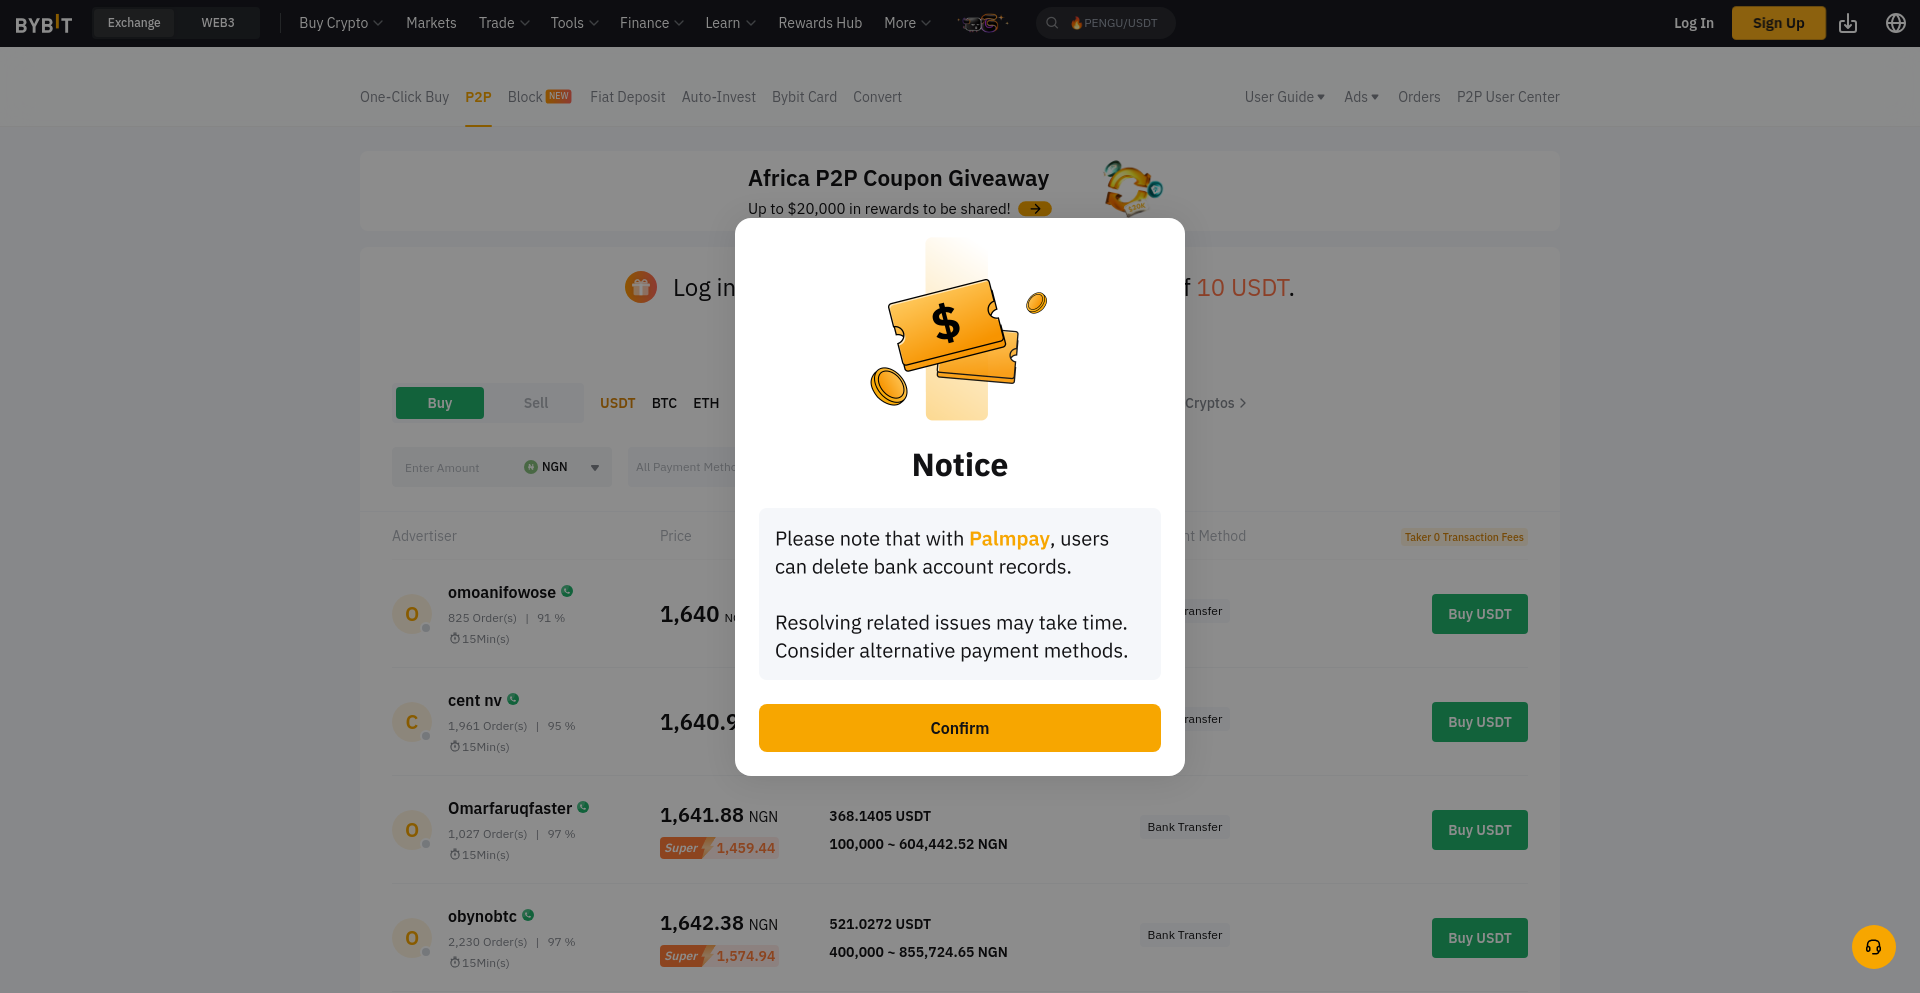 BYBIT
Exchange
WEB3
Buy Crypto
Markets
Trade
Tools
Finance
Learn
Rewards Hub
More
PENGU/USDT
Log In
Sign Up
One-Click Buy
P2P
Block NEW
Fiat Deposit
Auto-Invest
Bybit Card
Convert
User Guide
Ads
Orders
P2P User Center
Africa P2P Coupon Giveaway
Up to $20,000 in rewards to be shared!
Log in
10 USDT.
Buy
Sell
USDT
BTC
ETH
Cryptos
Enter Amount
NGN
All Payment
Advertiser
Price
Method
Taker 0 Transaction Fees
$
Notice
Please note that with Palmpay, users
can delete bank account records.
Resolving related issues may take time.
Consider alternative payment methods.
Confirm
O
omoanifowose
825 Order(s) | 91 %
15Min(s)
1,640
Buy USDT
C
cent nv
1,961 Order(s) | 95 %
15Min(s)
1,640.9
Buy USDT
O
Omarfaruqfaster
1,027 Order(s) | 97 %
15Min(s)
1,641.88 NGN
Super 1,459.44
368.1405 USDT
100,000 ~ 604,442.52 NGN
Bank Transfer
Buy USDT
O
obynobtc
2,230 Order(s) | 97 %
15Min(s)
1,642.38 NGN
Super 1,574.94
521.0272 USDT
400,000 ~ 855,724.65 NGN
Bank Transfer
Buy USDT